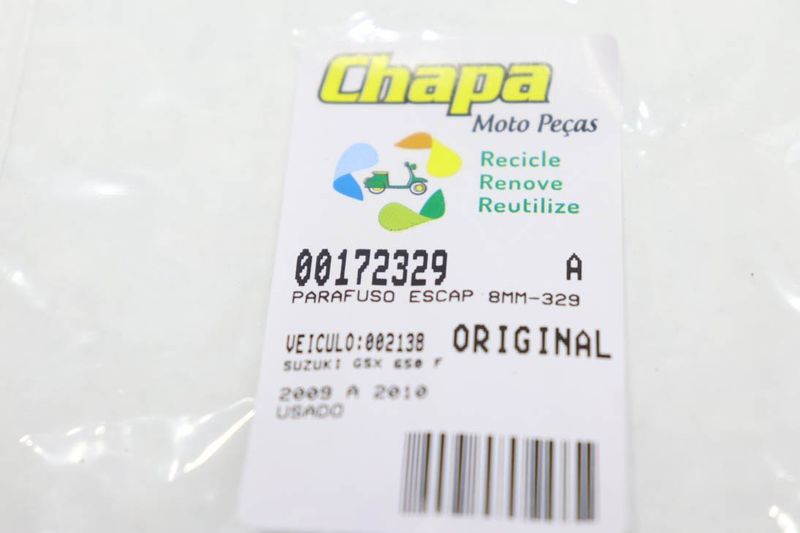 Chapa
Moto Peças
Recicle
Renove
Reutilize
00172329 A
PARAFUSO ESCAP 8MM-329
VEICULO:002138 ORIGINAL
SUZUKI GSX 650 F
2009 A 2010
USADO